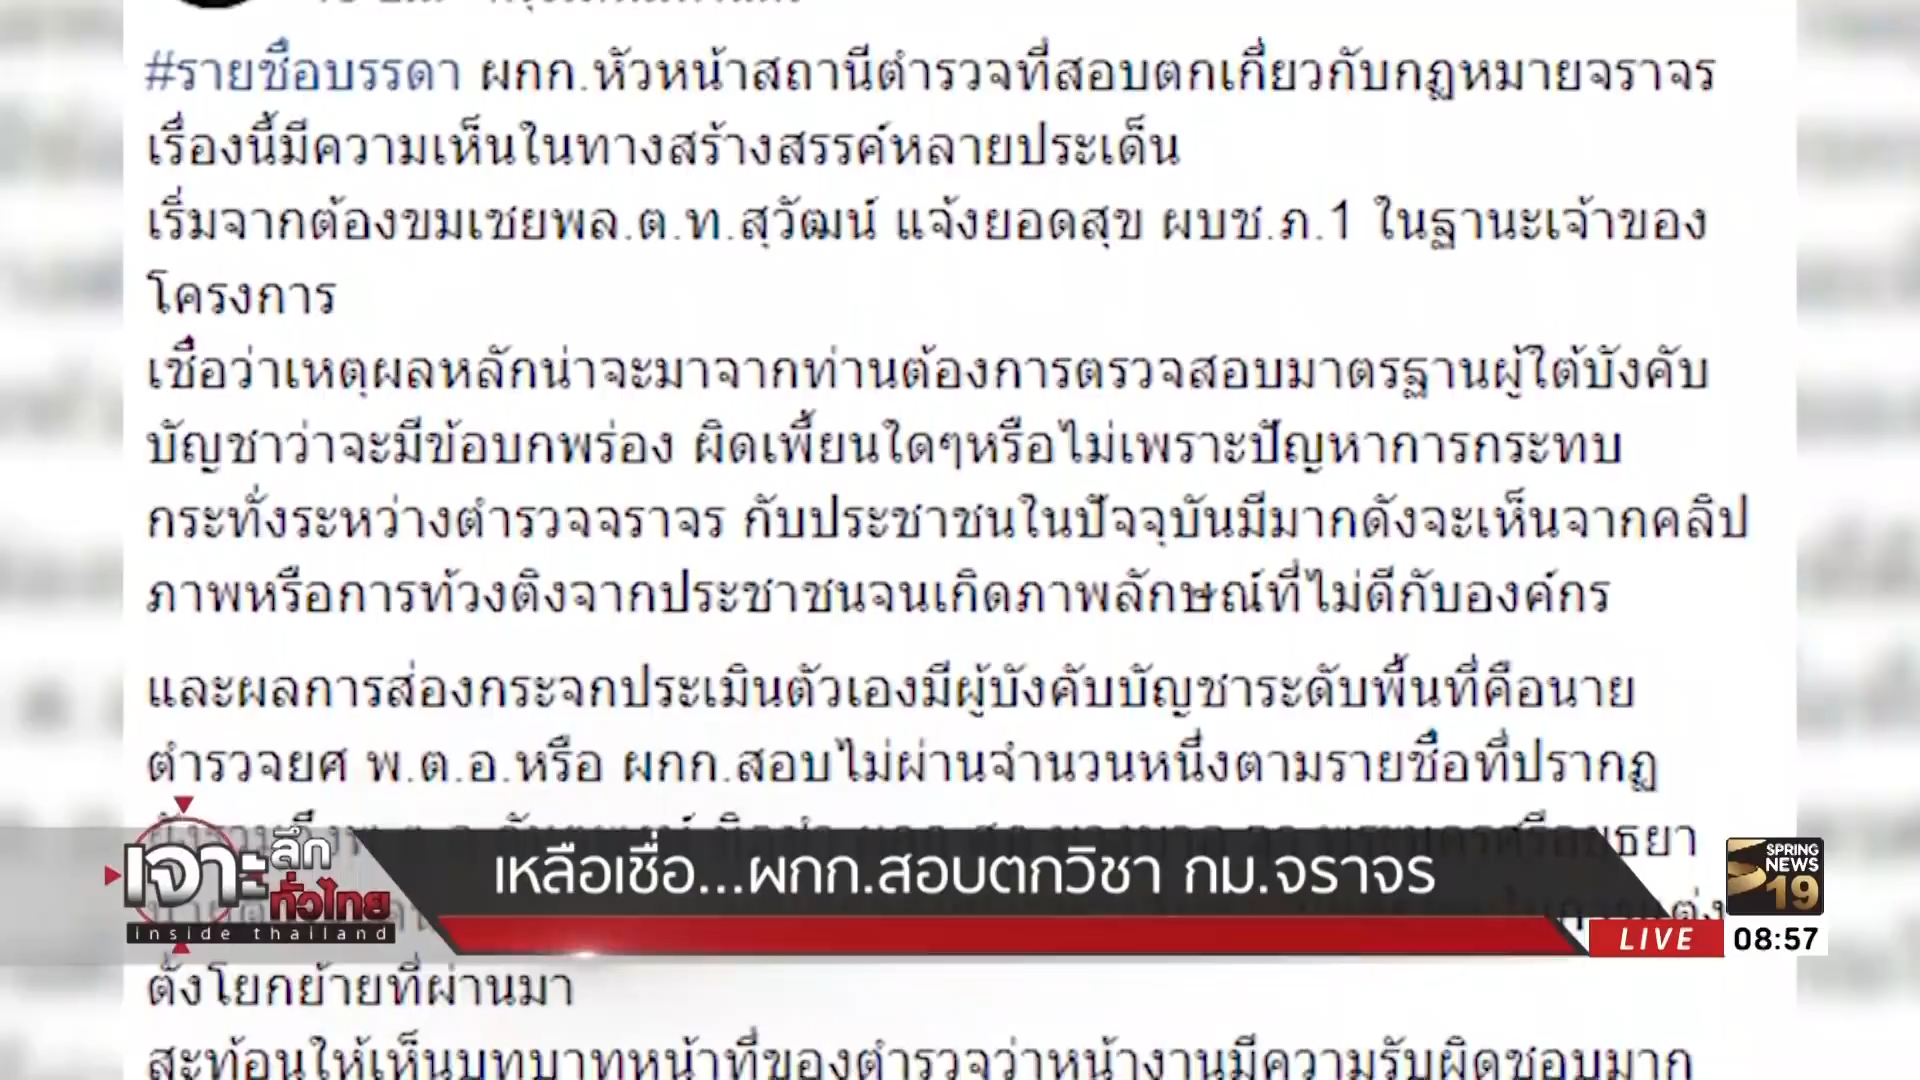 #รายชื่อบรรดา ผกก.หัวหน้าสถานีตำรวจที่สอบตกเกี่ยวกับกฎหมายจราจร
เรื่องนี้มีความเห็นในทางสร้างสรรค์หลายประเด็น
เริ่มจากต้องขมเชยพล.ต.ท.สุวัฒน์ แจ้งยอดสุข ผบช.ภ.1 ในฐานะเจ้าของ
โครงการ
เชื่อว่าเหตุผลหลักน่าจะมาจากท่านต้องการตรวจสอบมาตรฐานผู้ใต้บังคับ
บัญชาว่าจะมีข้อบกพร่อง ผิดเพี้ยนใดๆหรือไม่เพราะปัญหาการกระทบ
กระทั่งระหว่างตำรวจจราจร กับประชาชนในปัจจุบันมีมากดังจะเห็นจากคลิป
ภาพหรือการท้วงติงจากประชาชนจนเกิดภาพลักษณ์ที่ไม่ดีกับองค์กร
และผลการส่องกระจกประเมินตัวเองมีผู้บังคับบัญชาระดับพื้นที่คือนาย
ตำรวจยศ พ.ต.อ.หรือ ผกก.สอบไม่ผ่านจำนวนหนึ่งตามรายชื่อที่ปรากฏ
เจาะลึกทั่วไทย
inside thailand
เหลือเชื่อ...ผกก.สอบตกวิชา กม.จราจร
SPRING
NEWS
19
LIVE 08:57
ตั้งโยกย้ายที่ผ่านมา
สะท้อนให้เห็นบทบาทหน้าที่ของตำรวจว่าหน้างานมีความรับผิดชอบมาก